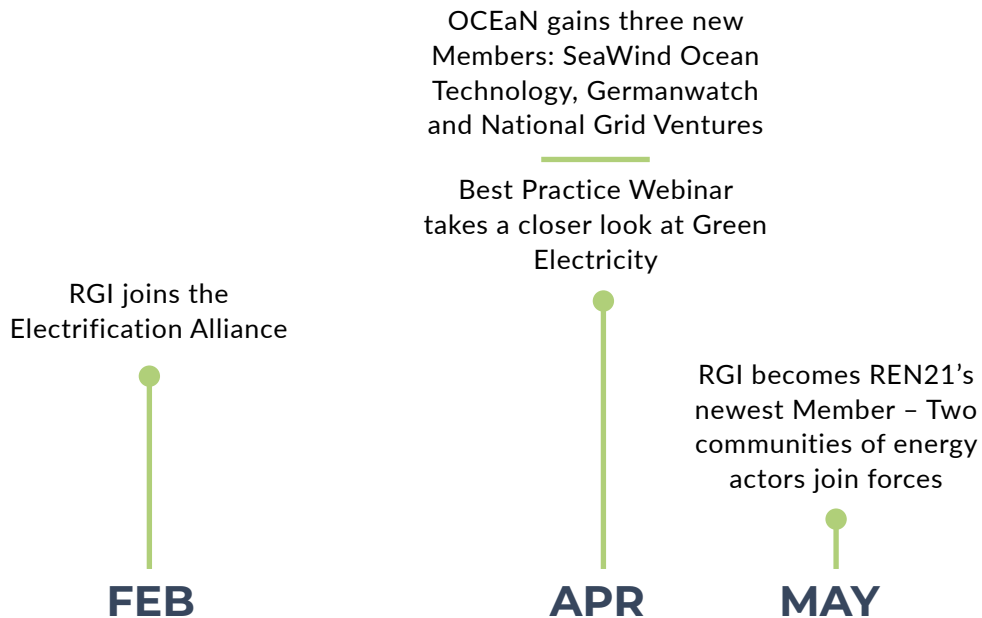 OCEaN gains three new
Members: SeaWind Ocean
Technology, Germanwatch
and National Grid Ventures
Best Practice Webinar
takes a closer look at Green
Electricity
RGI joins the
Electrification Alliance
RGI becomes REN21’s
newest Member – Two
communities of energy
actors join forces
FEB
APR
MAY